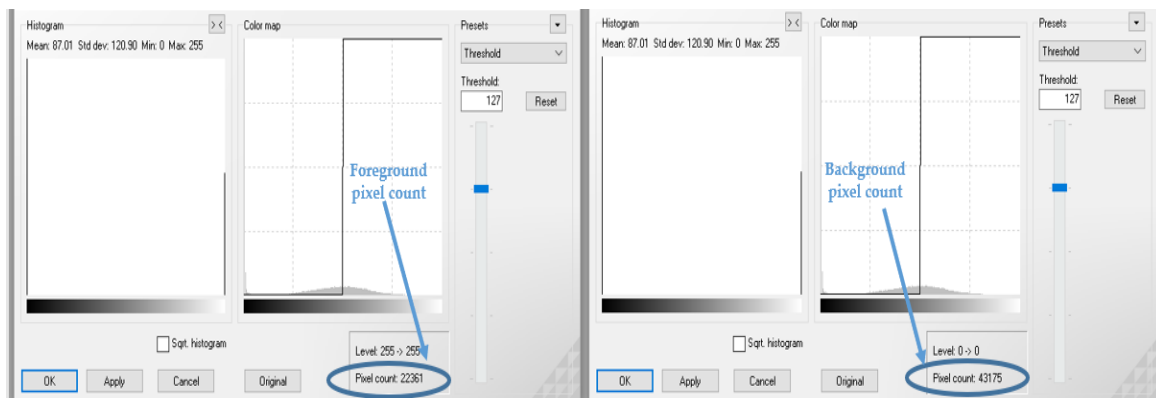 Histogram
> <
Mean: 87.01 Std dev: 120.90 Min: 0 Max: 255
Color map
Presets
Threshold
Threshold:
127
Reset
Foreground
pixel count
Sqrt. histogram
Level: 255 -> 255
Pixel count: 22361
OK
Apply
Cancel
Original
Histogram
> <
Mean: 87.01 Std dev: 120.90 Min: 0 Max: 255
Color map
Presets
Threshold
Threshold:
127
Reset
Background
pixel count
Sqrt. histogram
Level: 0 -> 0
Pixel count: 43175
OK
Apply
Cancel
Original